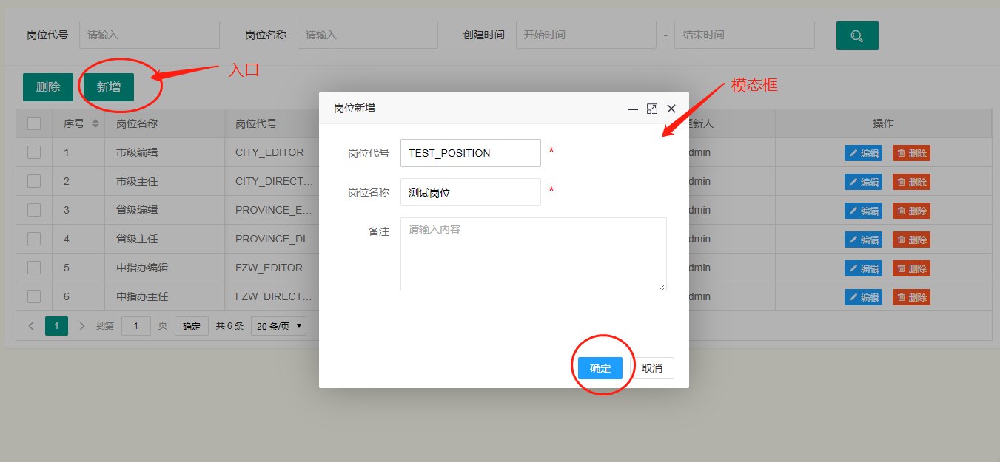 岗位代号 请输入 岗位名称 请输入 创建时间 开始时间 - 结束时间
删除 新增 入口
模态框
岗位新增
岗位代号 TEST_POSITION *
岗位名称 测试岗位 *
备注 请输入内容
确定 取消
序号 岗位名称 岗位代号 新人 操作
1 市级编辑 CITY_EDITOR dmin 编辑 删除
2 市级主任 CITY_DIRECT... dmin 编辑 删除
3 省级编辑 PROVINCE_E... dmin 编辑 删除
4 省级主任 PROVINCE_DI... dmin 编辑 删除
5 中指办编辑 FZW_EDITOR dmin 编辑 删除
6 中指办主任 FZW_DIRECT... dmin 编辑 删除
1 到第 1 页 确定 共 6 条 20 条/页